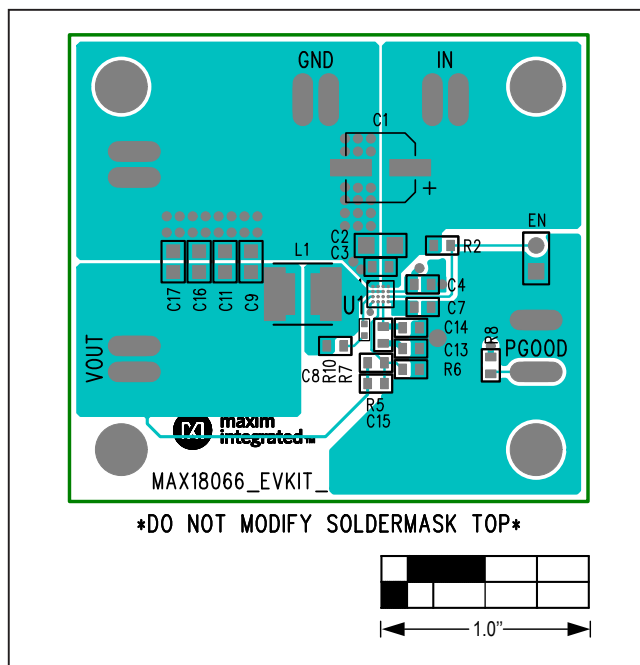 GND
IN
C1
+
EN
C2
R2
C3
L1
C4
U1
C7
C17
C16
C11
C9
C14
C13
R8
PGOOD
VOUT
C8
R10
R7
R6
R5
C15
maxim
integrated™
MAX18066_EVKIT_
*DO NOT MODIFY SOLDERMASK TOP*
1.0”